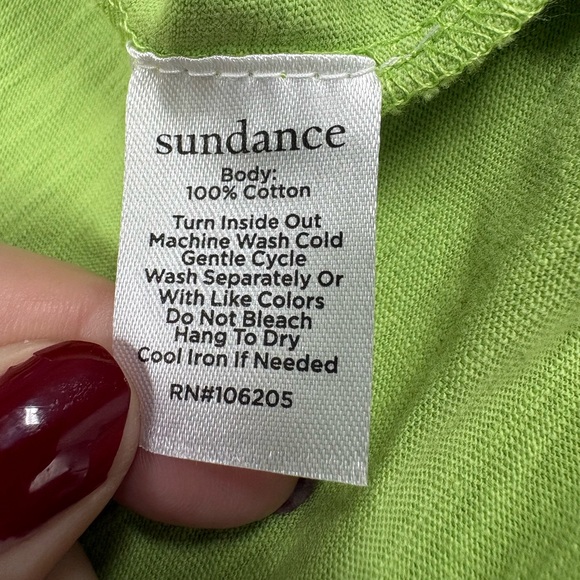 sundance
Body:
100% Cotton
Turn Inside Out
Machine Wash Cold
Gentle Cycle
Wash Separately Or
With Like Colors
Do Not Bleach
Hang To Dry
Cool Iron If Needed
RN#106205